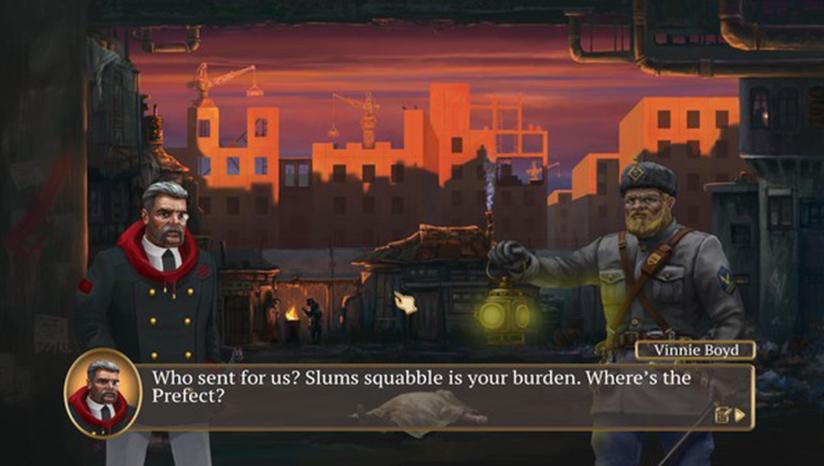 Vinnie Boyd
Who sent for us? Slums squabble is your burden. Where's the
Prefect?